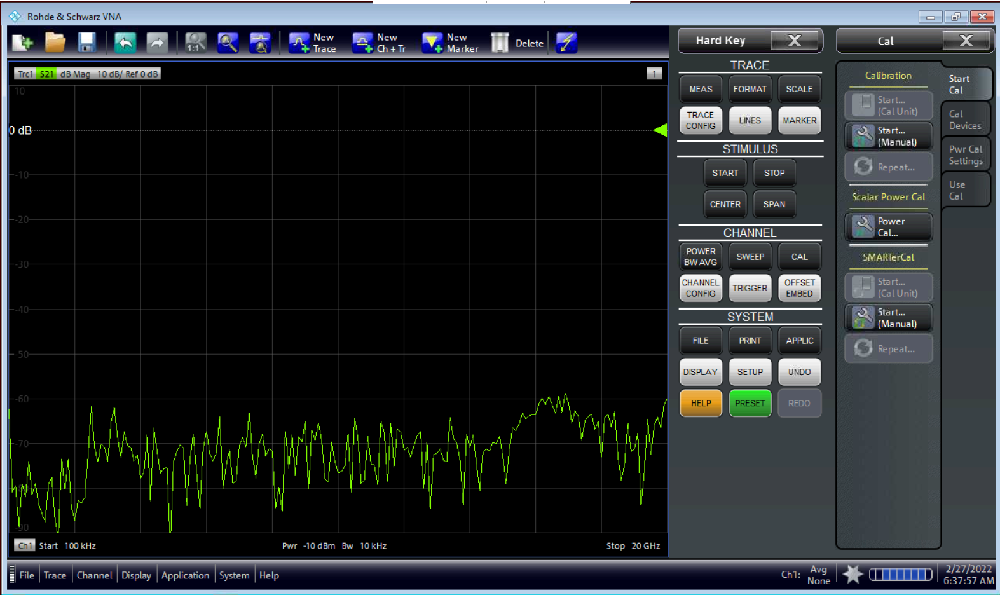 Rohde & Schwarz VNA
1:1
New Trace
New Ch + Tr
New Marker
Delete
Trc1 S21 dB Mag 10 dB/ Ref 0 dB
1
10
0 dB
-10
-20
-30
-40
-50
-60
-70
-80
-90
Ch1 Start 100 kHz
Pwr -10 dBm Bw 10 kHz
Stop 20 GHz
Hard Key X
TRACE
MEAS FORMAT SCALE
TRACE CONFIG LINES MARKER
STIMULUS
START STOP
CENTER SPAN
CHANNEL
POWER BW AVG SWEEP CAL
CHANNEL CONFIG TRIGGER OFFSET EMBED
SYSTEM
FILE PRINT APPLIC
DISPLAY SETUP UNDO
HELP PRESET REDO
Cal X
Calibration
Start...
(Cal Unit)
Start...
(Manual)
Repeat...
Scalar Power Cal
Power
Cal...
SMARTerCal
Start...
(Cal Unit)
Start...
(Manual)
Repeat...
Start
Cal
Cal
Devices
Pwr Cal
Settings
Use
Cal
File Trace Channel Display Application System Help
Ch1: Avg None
2/27/2022
6:37:57 AM